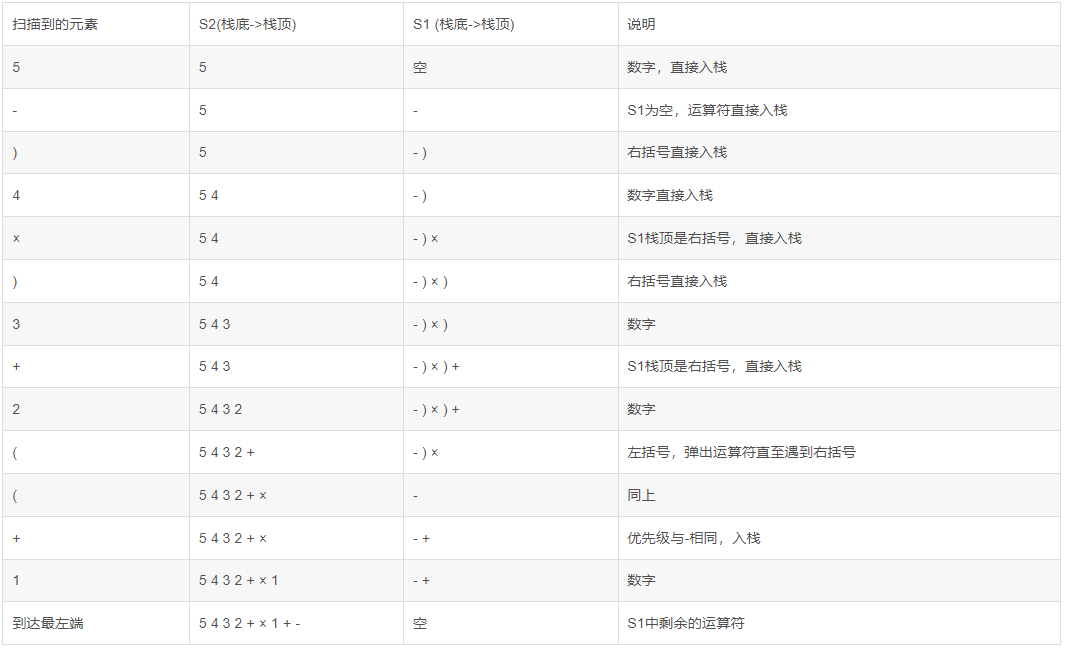 扫描到的元素 S2(栈底->栈顶) S1 (栈底->栈顶) 说明
5 5 空 数字，直接入栈
- 5 - S1为空，运算符直接入栈
) 5 - ) 右括号直接入栈
4 5 4 - ) 数字直接入栈
× 5 4 - ) × S1栈顶是右括号，直接入栈
) 5 4 - ) × ) 右括号直接入栈
3 5 4 3 - ) × ) 数字
+ 5 4 3 - ) × ) + S1栈顶是右括号，直接入栈
2 5 4 3 2 - ) × ) + 数字
( 5 4 3 2 + - ) × 左括号，弹出运算符直至遇到右括号
( 5 4 3 2 + × - 同上
+ 5 4 3 2 + × - + 优先级与-相同，入栈
1 5 4 3 2 + × 1 - + 数字
到达最左端 5 4 3 2 + × 1 + - 空 S1中剩余的运算符